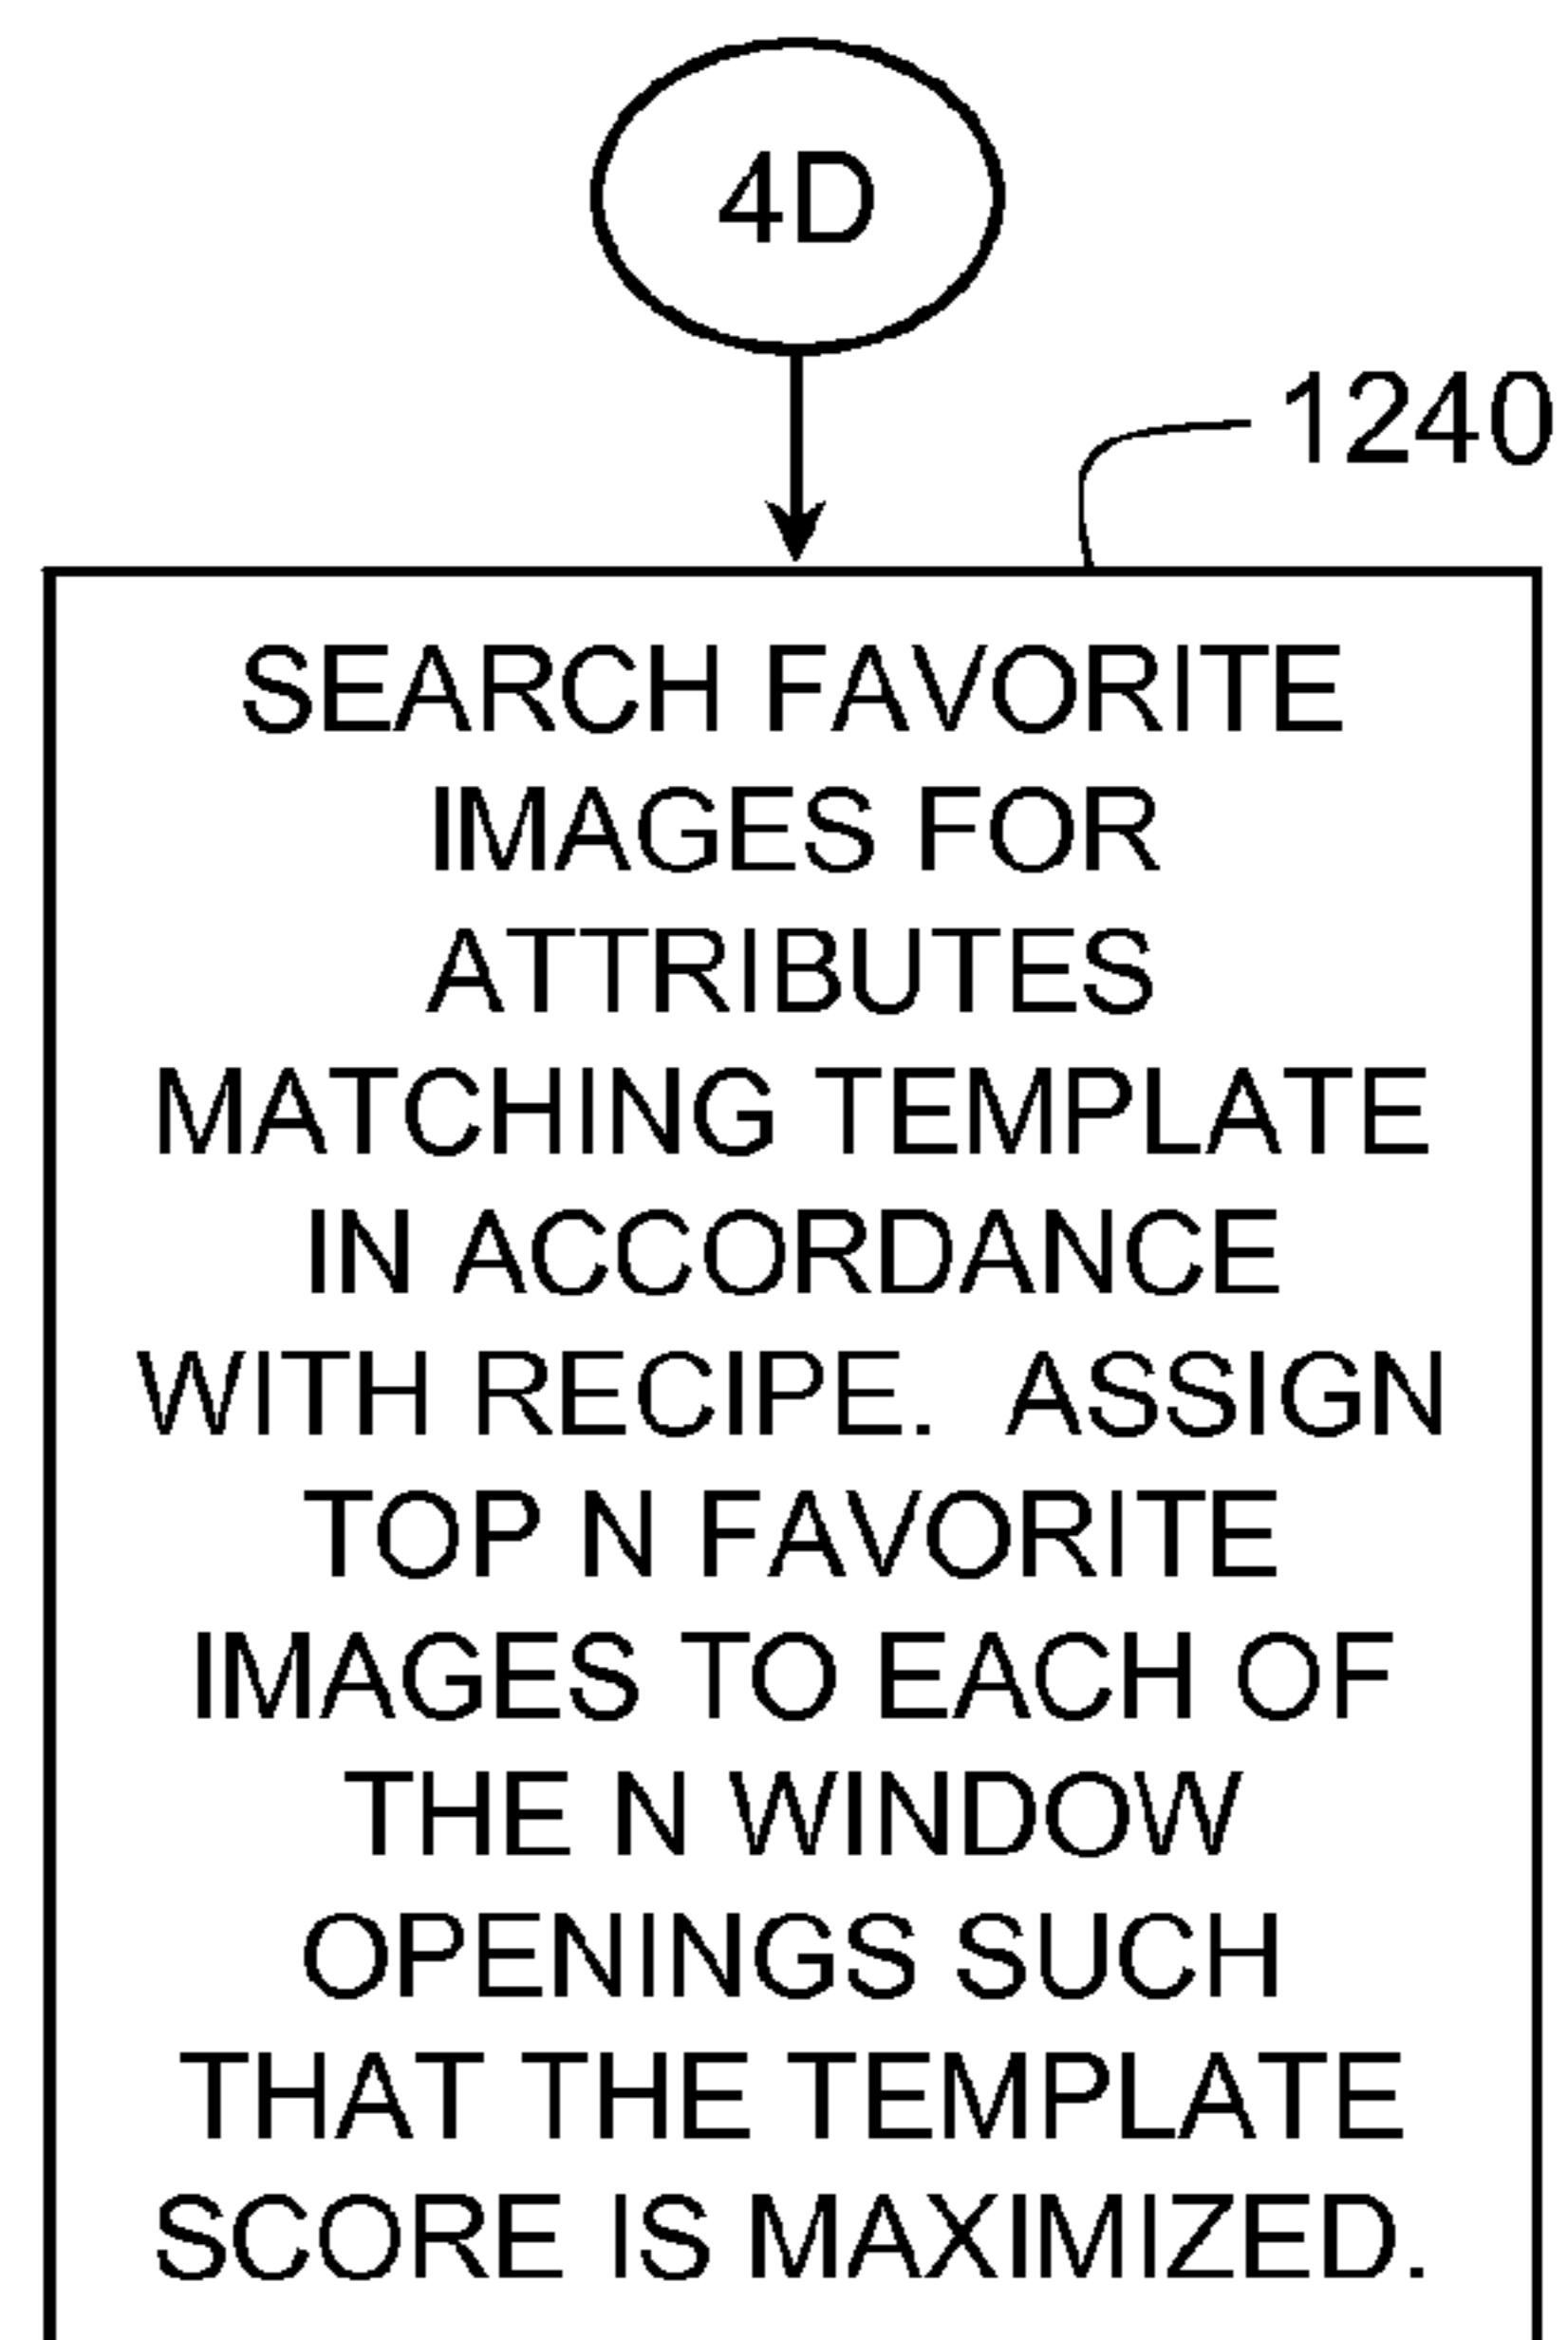 4D
1240
SEARCH FAVORITE
IMAGES FOR
ATTRIBUTES
MATCHING TEMPLATE
IN ACCORDANCE
WITH RECIPE. ASSIGN
TOP N FAVORITE
IMAGES TO EACH OF
THE N WINDOW
OPENINGS SUCH
THAT THE TEMPLATE
SCORE IS MAXIMIZED.